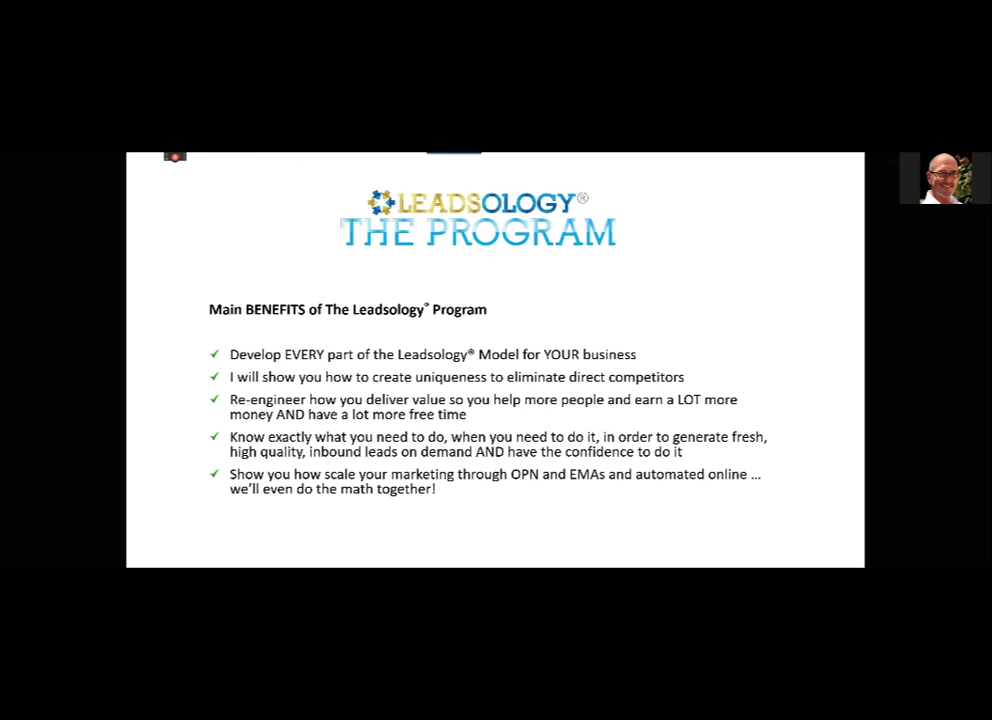 LEADSOLOGY®
THE PROGRAM
Main BENEFITS of The Leadsology® Program
✓ Develop EVERY part of the Leadsology® Model for YOUR business
✓ I will show you how to create uniqueness to eliminate direct competitors
✓ Re-engineer how you deliver value so you help more people and earn a LOT more
money AND have a lot more free time
✓ Know exactly what you need to do, when you need to do it, in order to generate fresh,
high quality, inbound leads on demand AND have the confidence to do it
✓ Show you how scale your marketing through OPN and EMAs and automated online ...
we'll even do the math together!